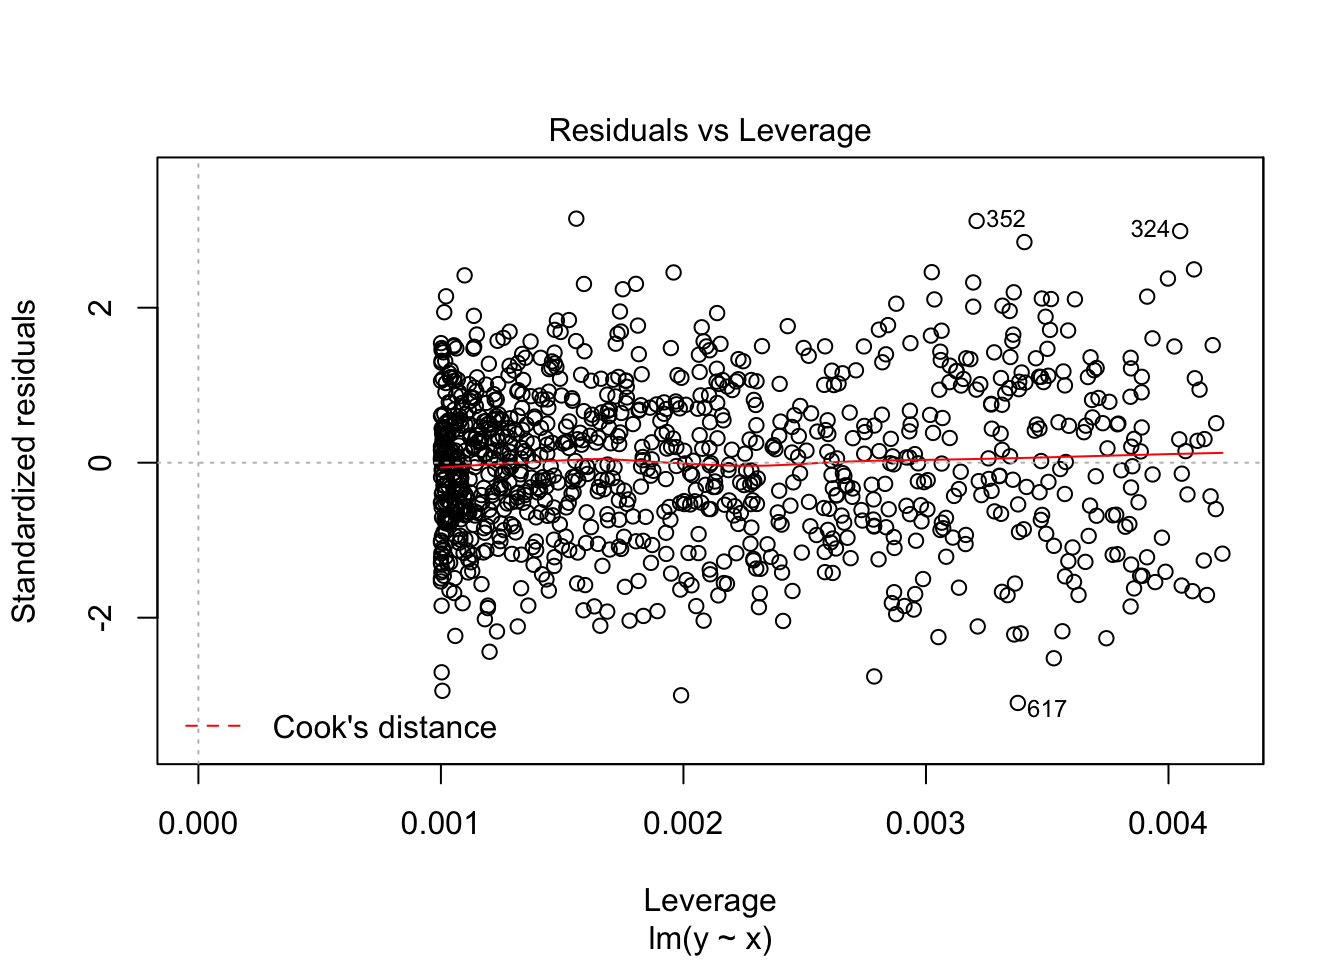 Residuals vs Leverage
Standardized residuals
2
0
-2
352
324
617
Cook's distance
0.000 0.001 0.002 0.003 0.004
Leverage
lm(y ~ x)